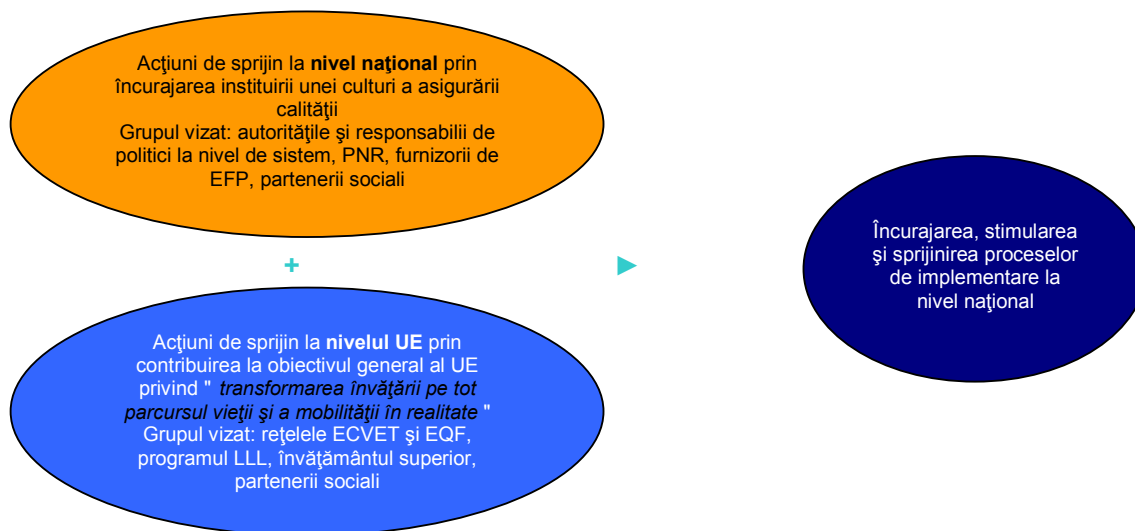 Acţiuni de sprijin la nivel naţional prin
încurajarea instituirii unei culturi a asigurării
calităţii
Grupul vizat: autorităţile şi responsabilii de
politici la nivel de sistem, PNR, furnizorii de
EFP, partenerii sociali
+
Acţiuni de sprijin la nivelul UE prin
contribuirea la obiectivul general al UE
privind " transformarea învăţării pe tot
parcursul vieţii şi a mobilităţii în realitate "
Grupul vizat: reţelele ECVET şi EQF,
programul LLL, învăţământul superior,
partenerii sociali
Încurajarea, stimularea
şi sprijinirea proceselor
de implementare la
nivel naţional